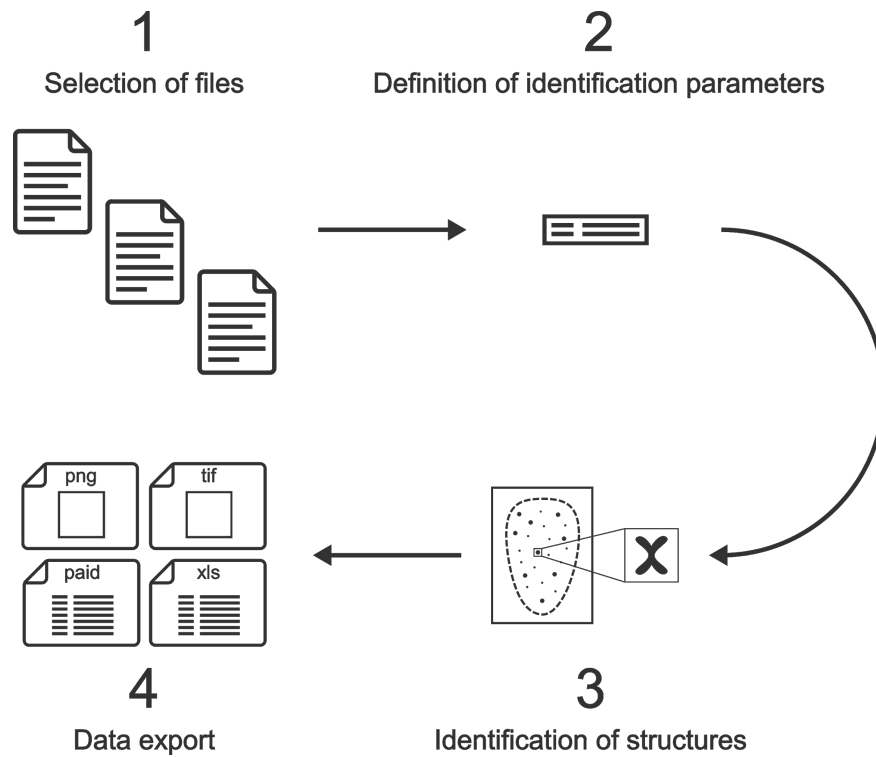 1
Selection of files
2
Definition of identification parameters
png
tif
paid
xls
4
Data export
3
Identification of structures